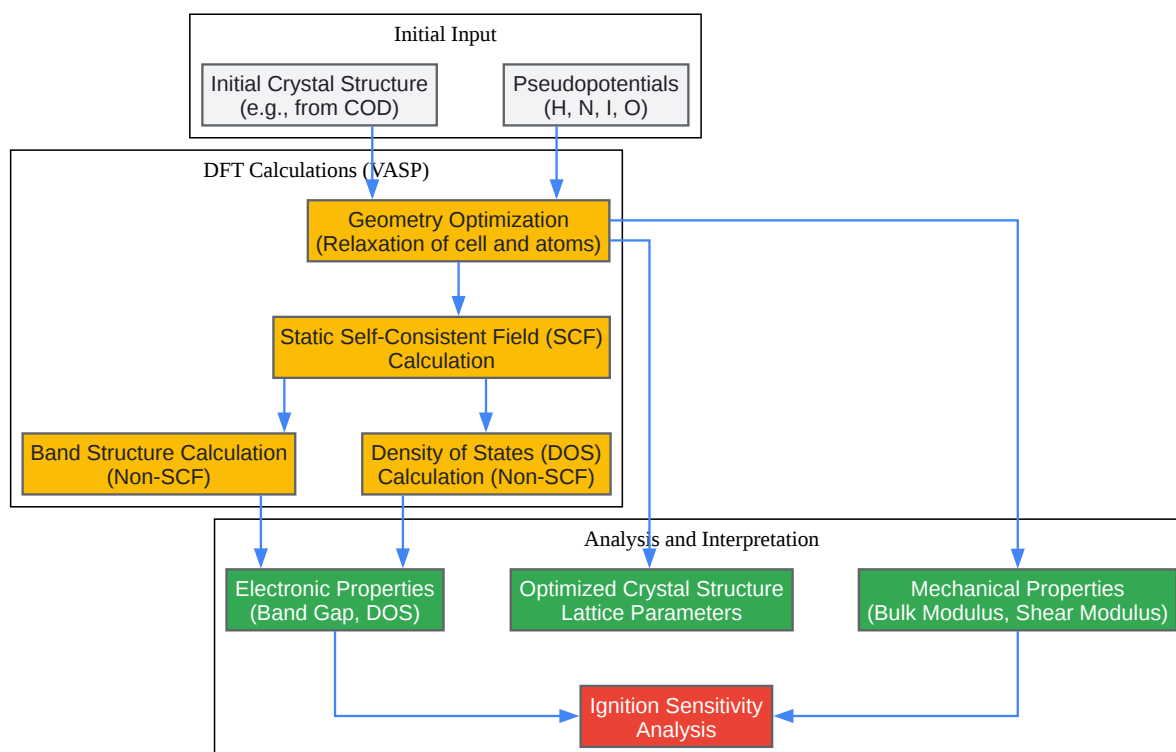 Initial Input
Initial Crystal Structure
(e.g., from COD)
Pseudopotentials
(H, N, I, O)
DFT Calculations (VASP)
Geometry Optimization
(Relaxation of cell and atoms)
Static Self-Consistent Field (SCF)
Calculation
Band Structure Calculation
(Non-SCF)
Density of States (DOS)
Calculation (Non-SCF)
Analysis and Interpretation
Electronic Properties
(Band Gap, DOS)
Optimized Crystal Structure
Lattice Parameters
Mechanical Properties
(Bulk Modulus, Shear Modulus)
Ignition Sensitivity
Analysis